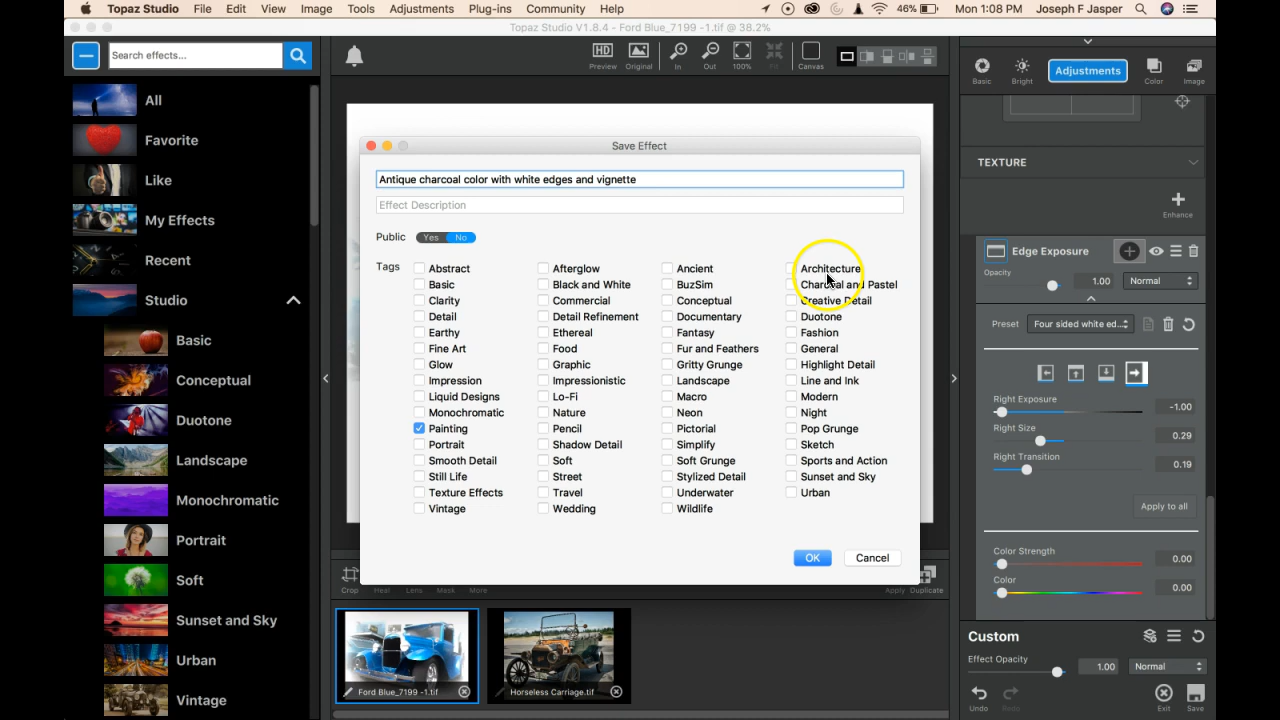 Topaz Studio File Edit View Image Tools Adjustments Plug-ins Community Help 46% Mon 1:08 PM Joseph F Jasper
Topaz Studio V1.8.4 - Ford Blue_7199 -1.tif @ 38.2%
Search effects...
All
Favorite
Like
My Effects
Recent
Studio
Basic
Conceptual
Duotone
Landscape
Monochromatic
Portrait
Soft
Sunset and Sky
Urban
Vintage
HD
Preview Original In Out 100% Fit Canvas
Save Effect
Antique charcoal color with white edges and vignette
Effect Description
Public Yes No
Tags
Abstract Afterglow Ancient Architecture
Basic Black and White BuzSim Charcoal and Pastel
Clarity Commercial Conceptual Creative Detail
Detail Detail Refinement Documentary Duotone
Earthy Ethereal Fantasy Fashion
Fine Art Food Fur and Feathers General
Glow Graphic Gritty Grunge Highlight Detail
Impression Impressionistic Landscape Line and Ink
Liquid Designs Lo-Fi Macro Modern
Monochromatic Nature Neon Night
Painting Pencil Pictorial Pop Grunge
Portrait Shadow Detail Simplify Sketch
Smooth Detail Soft Soft Grunge Sports and Action
Still Life Street Stylized Detail Sunset and Sky
Texture Effects Travel Underwater Urban
Vintage Wedding Wildlife
OK Cancel
Crop Heal Lens Mask More Apply Duplicate
Ford Blue_7199 -1.tif Horseless Carriage.tif
Basic Bright Adjustments Color Image
TEXTURE
Enhance
Edge Exposure
Opacity 1.00 Normal
Preset Four sided white ed...
Right Exposure -1.00
Right Size 0.29
Right Transition 0.19
Apply to all
Color Strength 0.00
Color 0.00
Custom
Effect Opacity 1.00 Normal
Undo Redo Exit Save